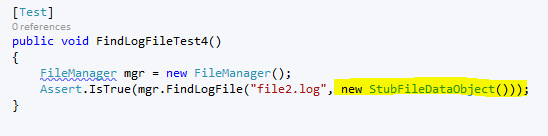 [Test]
0 references
public void FindLogFileTest4()
{
FileManager mgr = new FileManager();
Assert.IsTrue(mgr.FindLogFile("file2.log", new StubFileDataObject()));
}